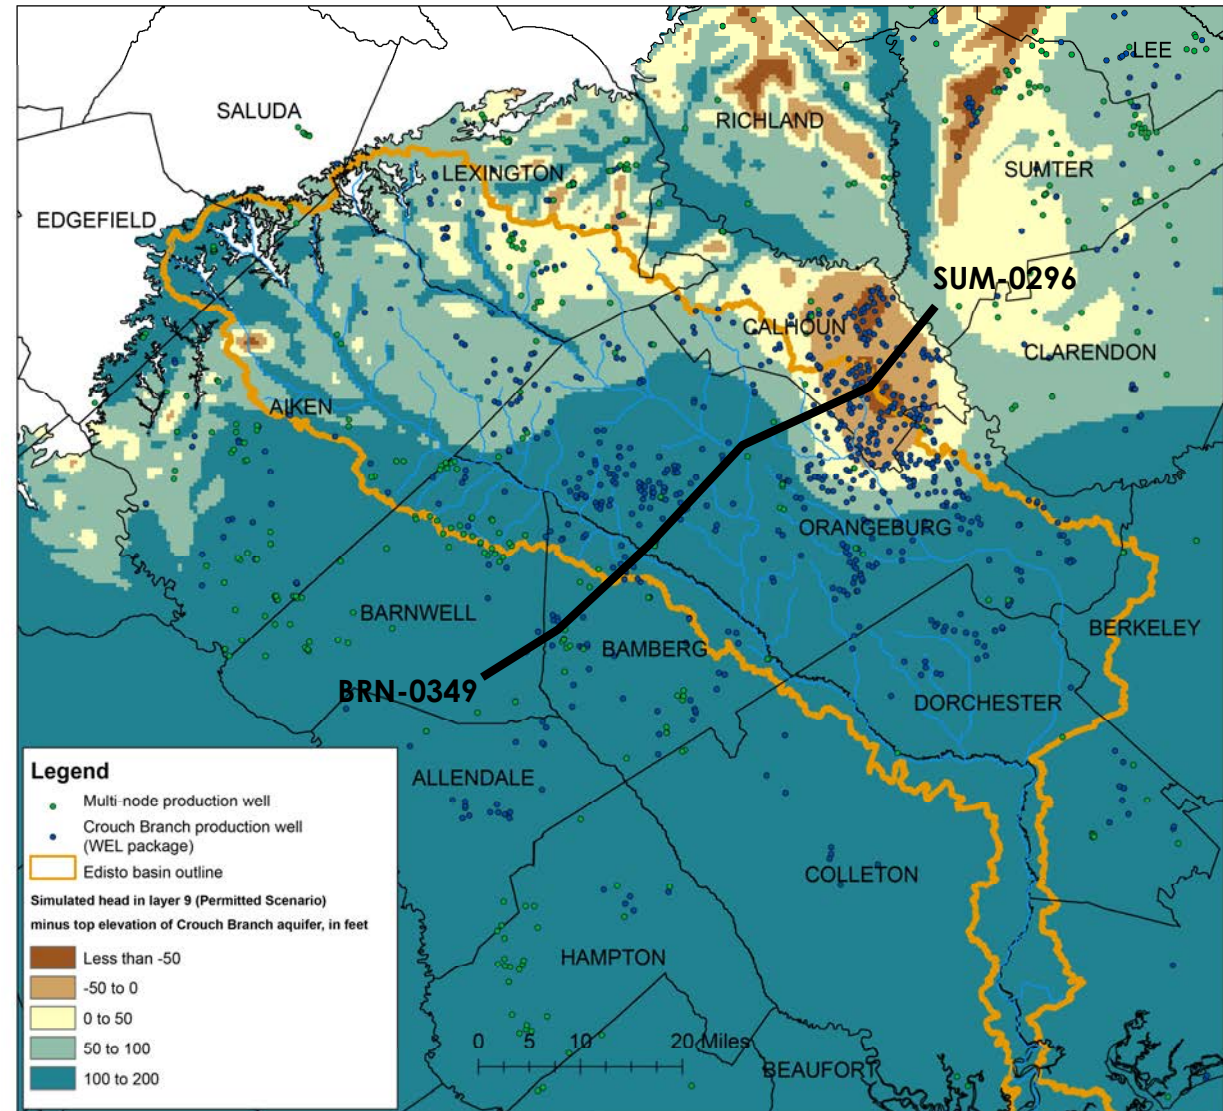 LEE
SALUDA
RICHLAND
LEXINGTON
SUMTER
EDGEFIELD
SUM-0296
CALHOUN
CLARENDON
AIKEN
ORANGEBURG
BARNWELL
BERKELEY
BAMBERG
BRN-0349
DORCHESTER
ALLENDALE
COLLETON
HAMPTON
BEAUFORT
0 5 10 20 Miles
Legend
Multi-node production well
Crouch Branch production well
(WEL package)
Edisto basin outline
Simulated head in layer 9 (Permitted Scenario)
minus top elevation of Crouch Branch aquifer, in feet
Less than -50
-50 to 0
0 to 50
50 to 100
100 to 200